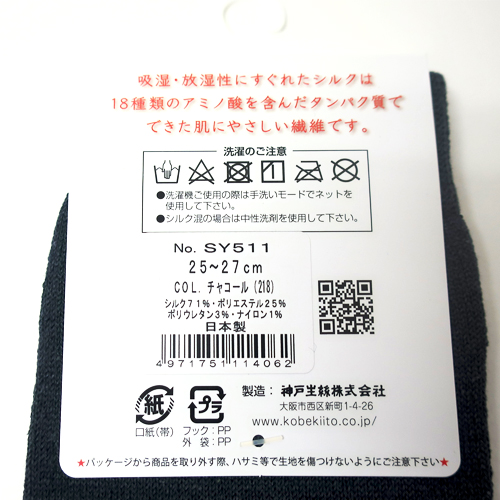 吸湿・放湿性にすぐれたシルクは
18種類のアミノ酸を含んだタンパク質で
できた肌にやさしい繊維です。
洗濯のご注意
●洗濯機ご使用の際は手洗いモードでネットを
使用して下さい。
●シルク混の場合は中性洗剤を使用して下さい。
No. SY511
25~27cm
COL. チャコール(218)
シルク71%・ポリエステル25%
ポリウレタン3%・ナイロン1%
日本製
4971751114062
紙
口紙(帯)
プラ
フック:PP
外 袋:PP
製造: 神戸生絲株式会社
大阪市西区新町1-4-26
www.kobekiito.co.jp/
★パッケージから商品を取り外す際、ハサミ等で生地を傷つけないようにご注意下さい。★